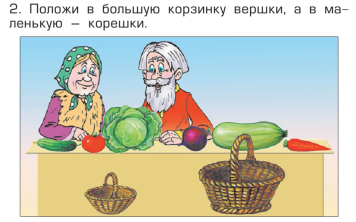 2. Положи в большую корзинку вершки, а в ма-
ленькую – корешки.